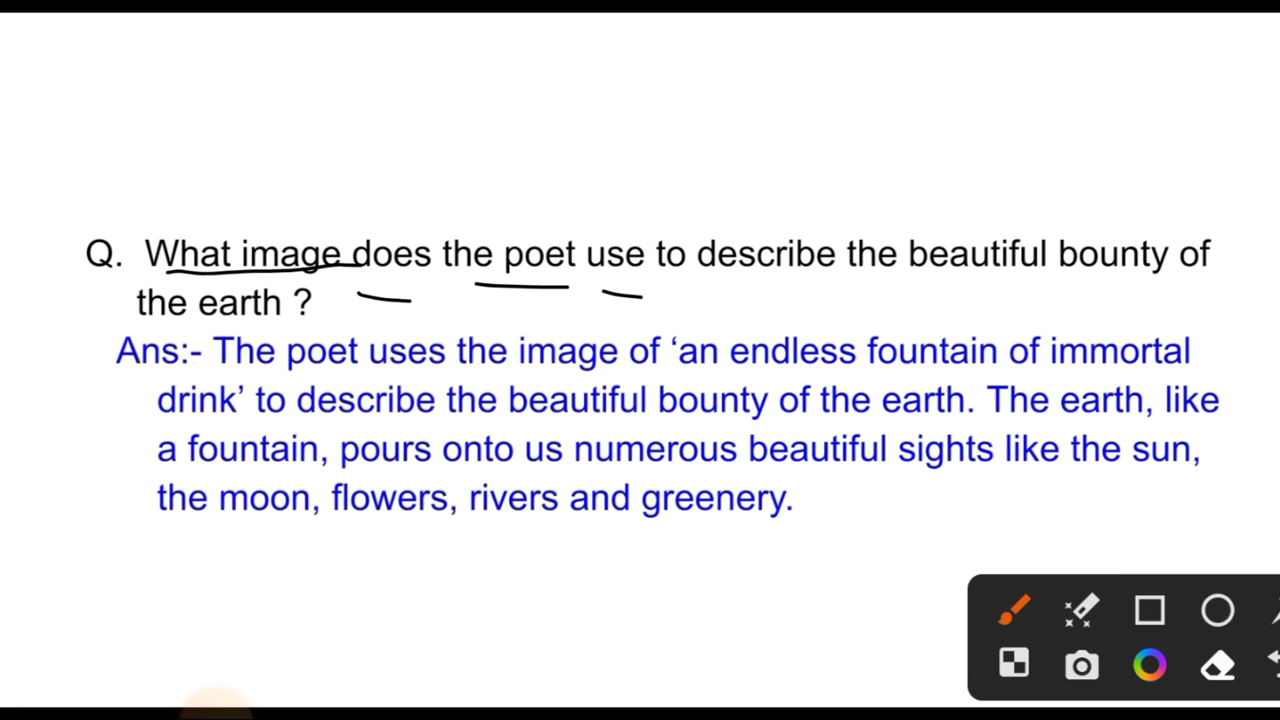 Q. What image does the poet use to describe the beautiful bounty of
the earth ?
Ans:- The poet uses the image of ‘an endless fountain of immortal
drink’ to describe the beautiful bounty of the earth. The earth, like
a fountain, pours onto us numerous beautiful sights like the sun,
the moon, flowers, rivers and greenery.